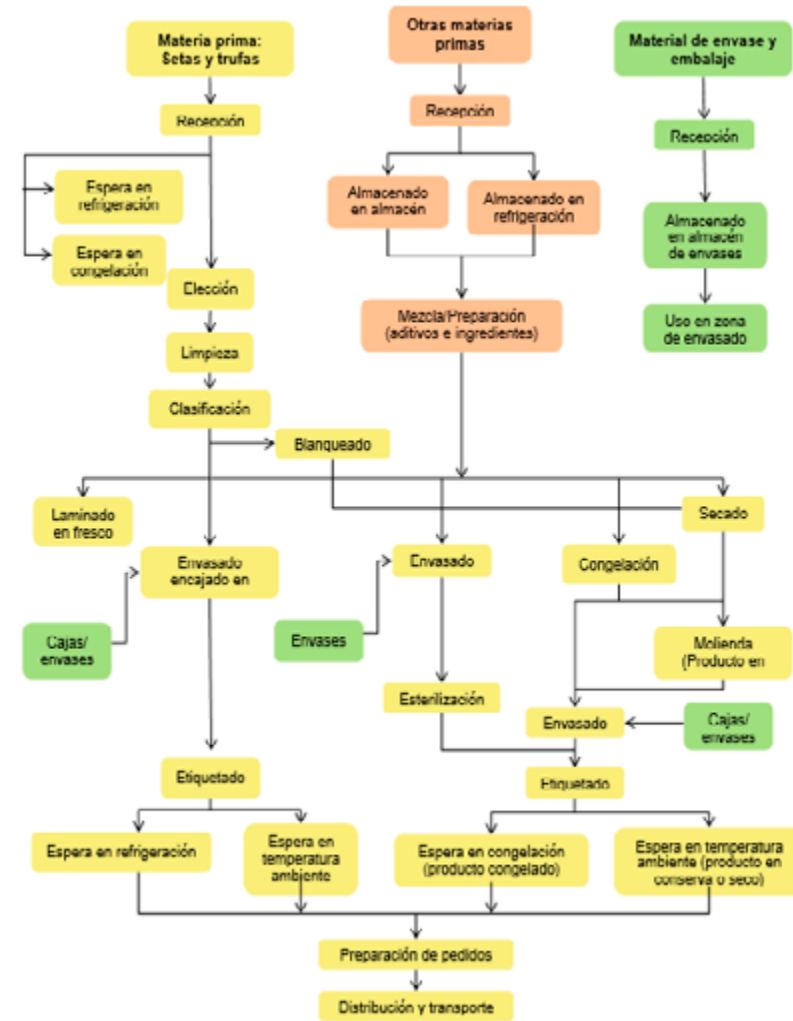 Materia prima:
Setas y trufas
Otras materias
primas
Material de envase y
embalaje
Recepción
Recepción
Recepción
Espera en
refrigeración
Almacenado
en almacén
Almacenado en
refrigeración
Almacenado
en almacén
de envases
Espera en
congelación
Elección
Mezcla/Preparación
(aditivos e ingredientes)
Uso en zona
de envasado
Limpieza
Clasificación
Blanqueado
Laminado
en fresco
Secado
Envasado
encajado en
Envasado
Congelación
Cajas/
envases
Envases
Molienda
(Producto en
Esterilización
Envasado
Cajas/
envases
Etiquetado
Etiquetado
Espera en refrigeración
Espera en
temperatura
ambiente
Espera en congelación
(producto congelado)
Espera en temperatura
ambiente (producto en
conserva o seco)
Preparación de pedidos
Distribución y transporte